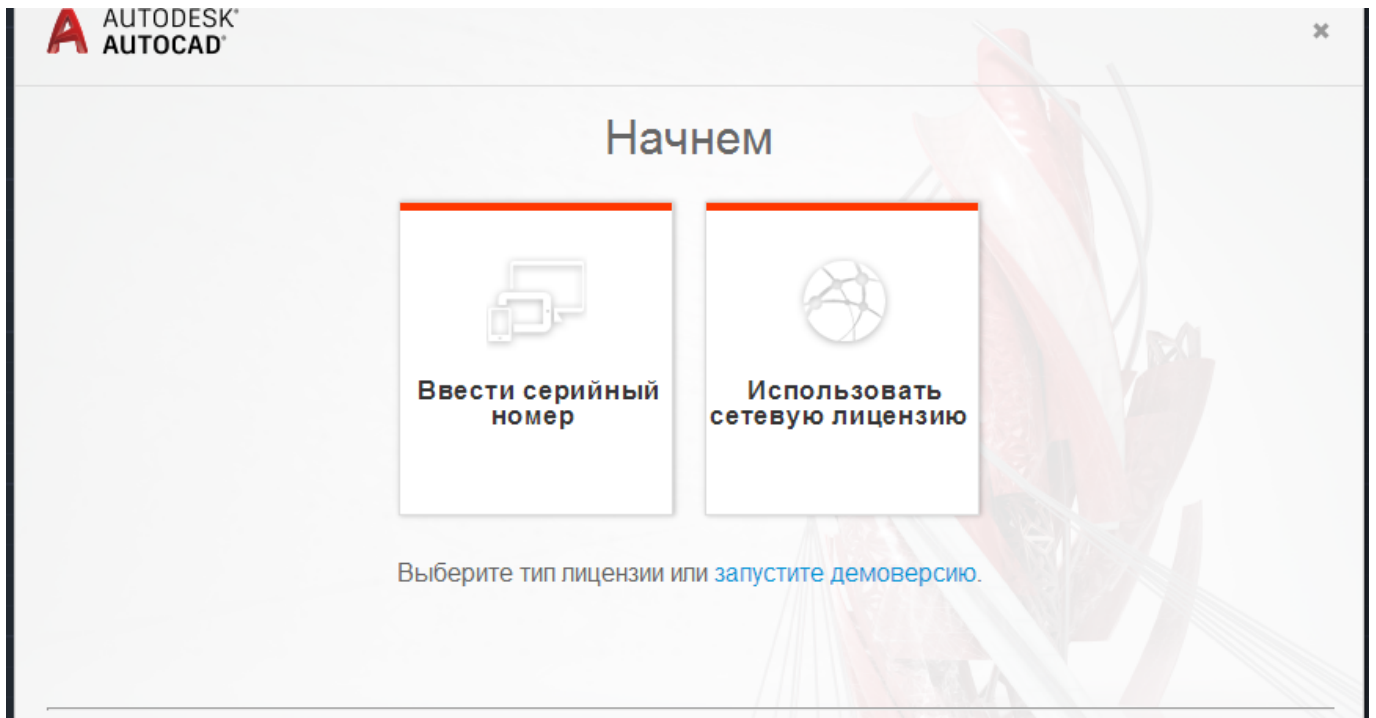 AUTODESK®
AUTOCAD®
Начнем
Ввести серийный
номер
Использовать
сетевую лицензию
Выберите тип лицензии или запустите демоверсию.